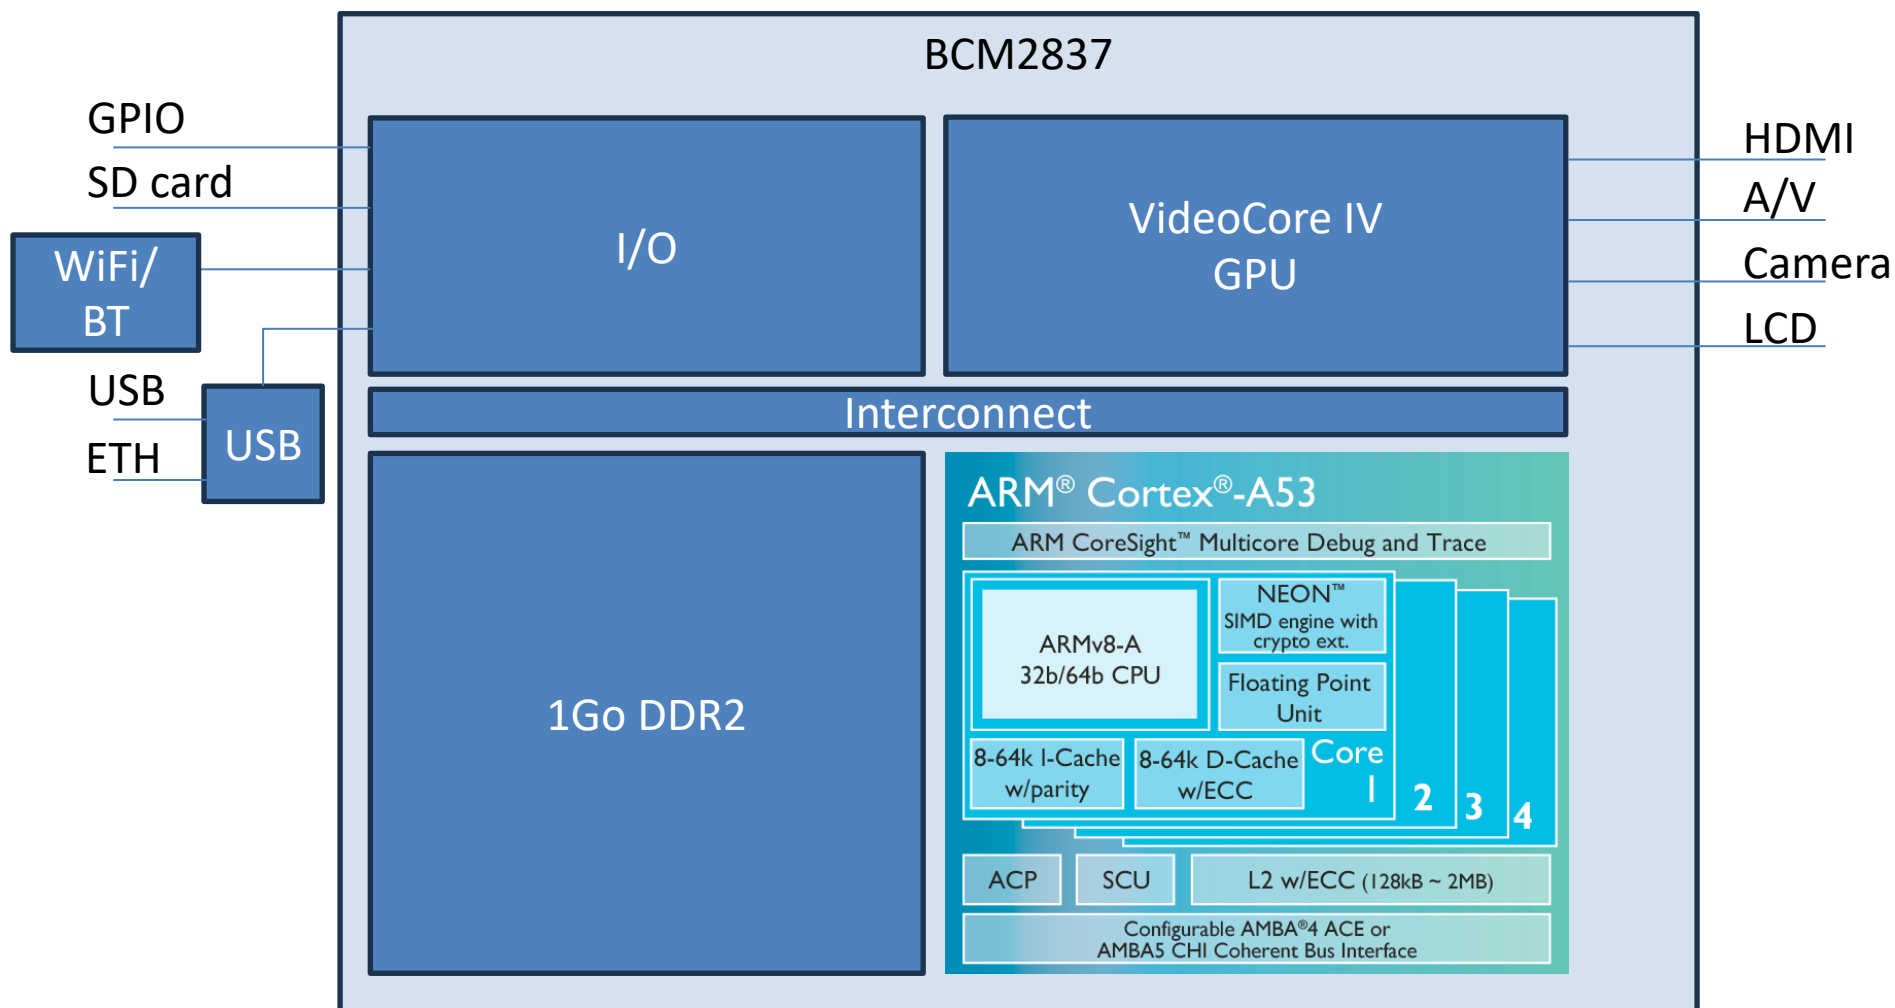 BCM2837
GPIO
SD card
WiFi/
BT
USB
ETH
USB
I/O
VideoCore IV
GPU
HDMI
A/V
Camera
LCD
Interconnect
1Go DDR2
ARM® Cortex®-A53
ARM CoreSight™ Multicore Debug and Trace
ARMv8-A
32b/64b CPU
NEON™
SIMD engine with
crypto ext.
Floating Point
Unit
8-64k I-Cache
w/parity
8-64k D-Cache
w/ECC
Core
1
2
3
4
ACP
SCU
L2 w/ECC (128kB ~ 2MB)
Configurable AMBA®4 ACE or
AMBA5 CHI Coherent Bus Interface